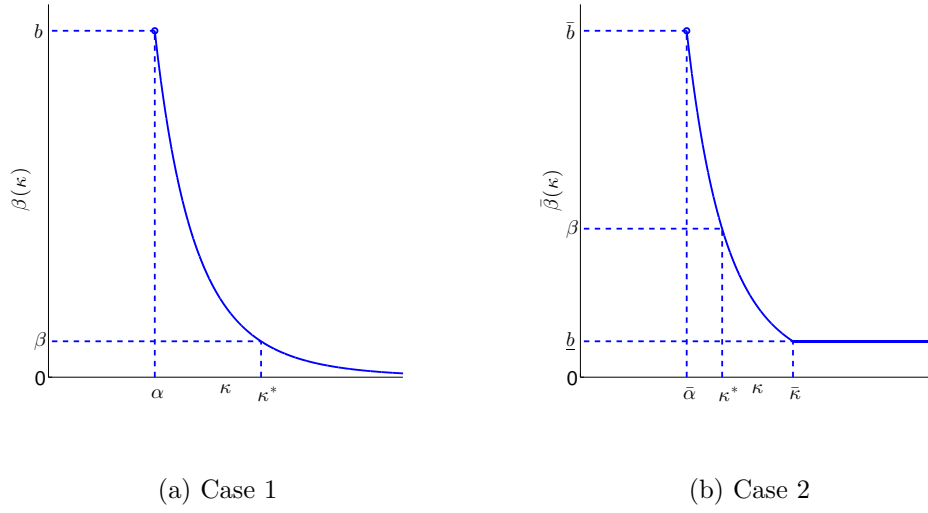 b
β(κ)
β
0
α
κ
κ*
(a) Case 1
b̄
β̄(κ)
β
b̲
0
ᾱ
κ*
κ
κ̄
(b) Case 2